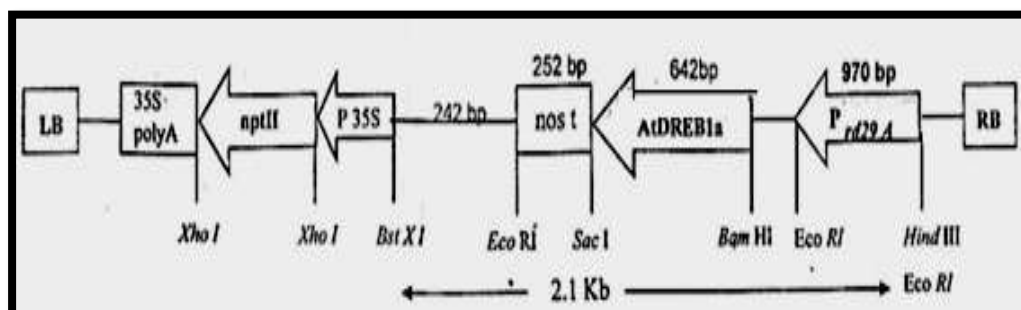 252 bp 642bp 970 bp
LB 35S polyA nptII P 35S 242 bp nos t AtDREB1a P rd29 A RB
Xho I Xho I Bst X I Eco RI Sac I Bam HI Eco RI Hind III
2.1 Kb Eco RI